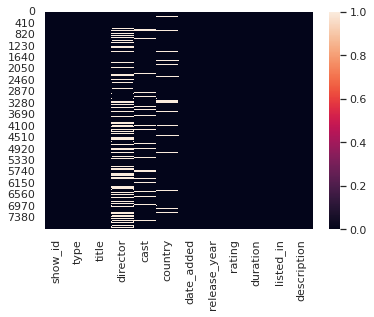 0
410
820
1230
1640
2050
2460
2870
3280
3690
4100
4510
4920
5330
5740
6150
6560
6970
7380
1.0
0.8
0.6
0.4
0.2
0.0
show_id
type
title
director
cast
country
date_added
release_year
rating
duration
listed_in
description